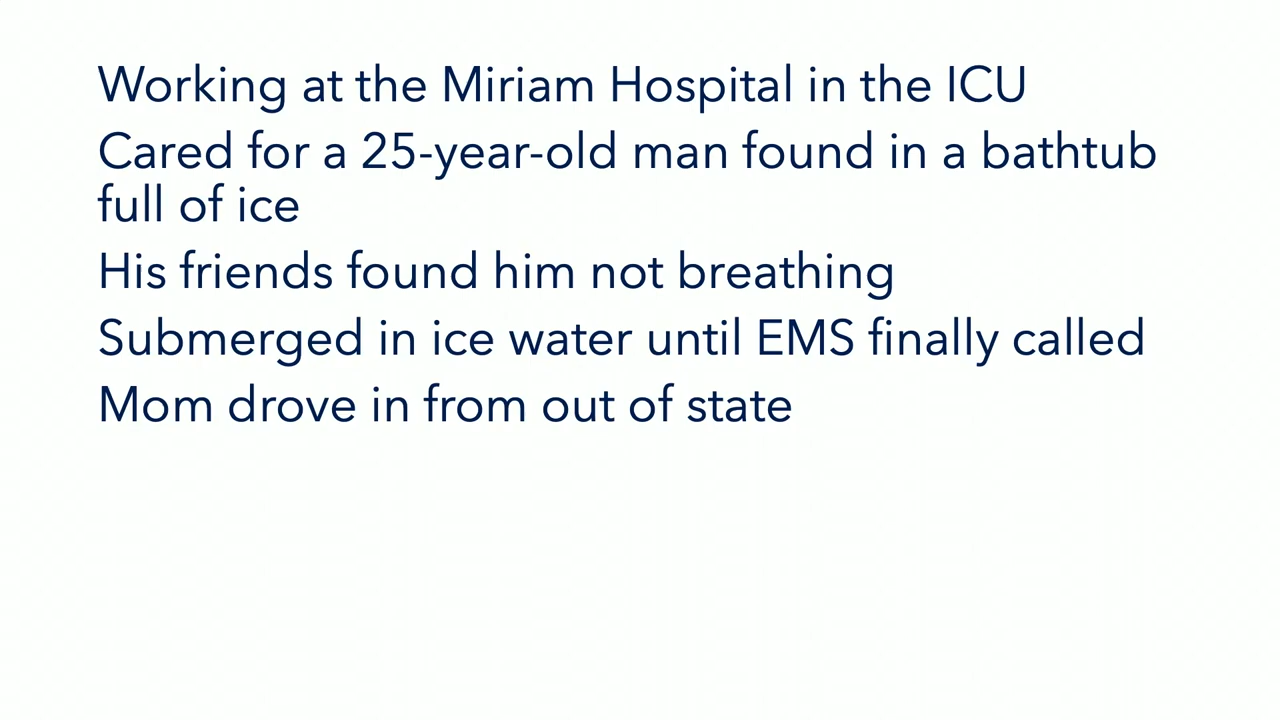 Working at the Miriam Hospital in the ICU
Cared for a 25-year-old man found in a bathtub
full of ice
His friends found him not breathing
Submerged in ice water until EMS finally called
Mom drove in from out of state